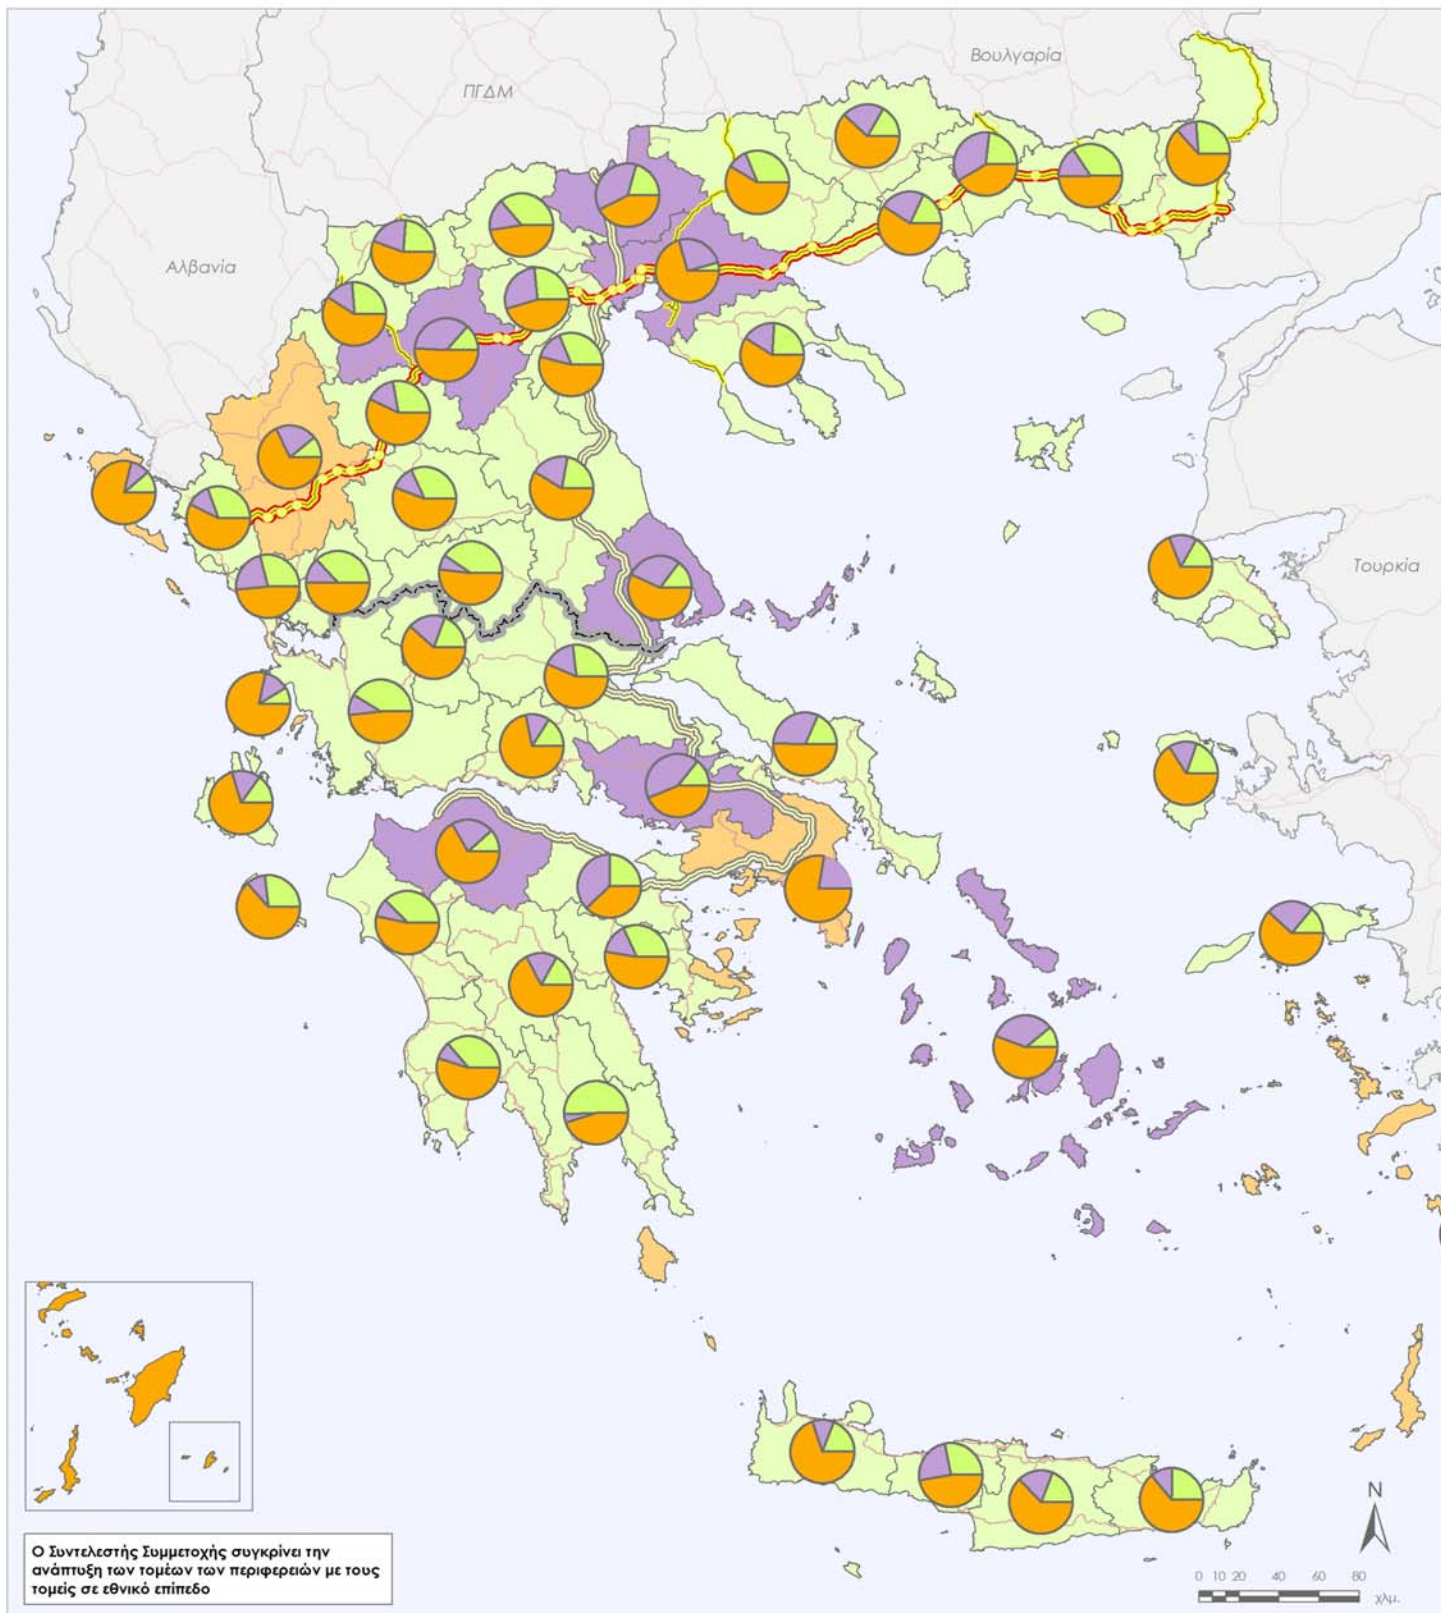 Βουλγαρία
ΠΓΔΜ
Αλβανία
Τουρκία
Ο Συντελεστής Συμμετοχής συγκρίνει την
ανάπτυξη των τομέων των περιφερειών με τους
τομείς σε εθνικό επίπεδο
N
0 10 20 40 60 80
χλμ.